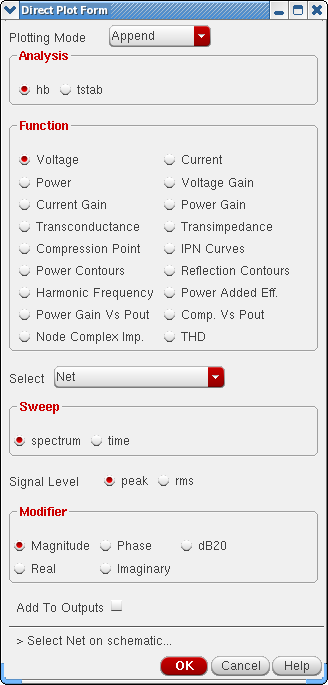 Direct Plot Form
Plotting Mode Append
Analysis
hb tstab
Function
Voltage Current
Power Voltage Gain
Current Gain Power Gain
Transconductance Transimpedance
Compression Point IPN Curves
Power Contours Reflection Contours
Harmonic Frequency Power Added Eff.
Power Gain Vs Pout Comp. Vs Pout
Node Complex Imp. THD
Select Net
Sweep
spectrum time
Signal Level peak rms
Modifier
Magnitude Phase dB20
Real Imaginary
Add To Outputs
> Select Net on schematic...
OK Cancel Help